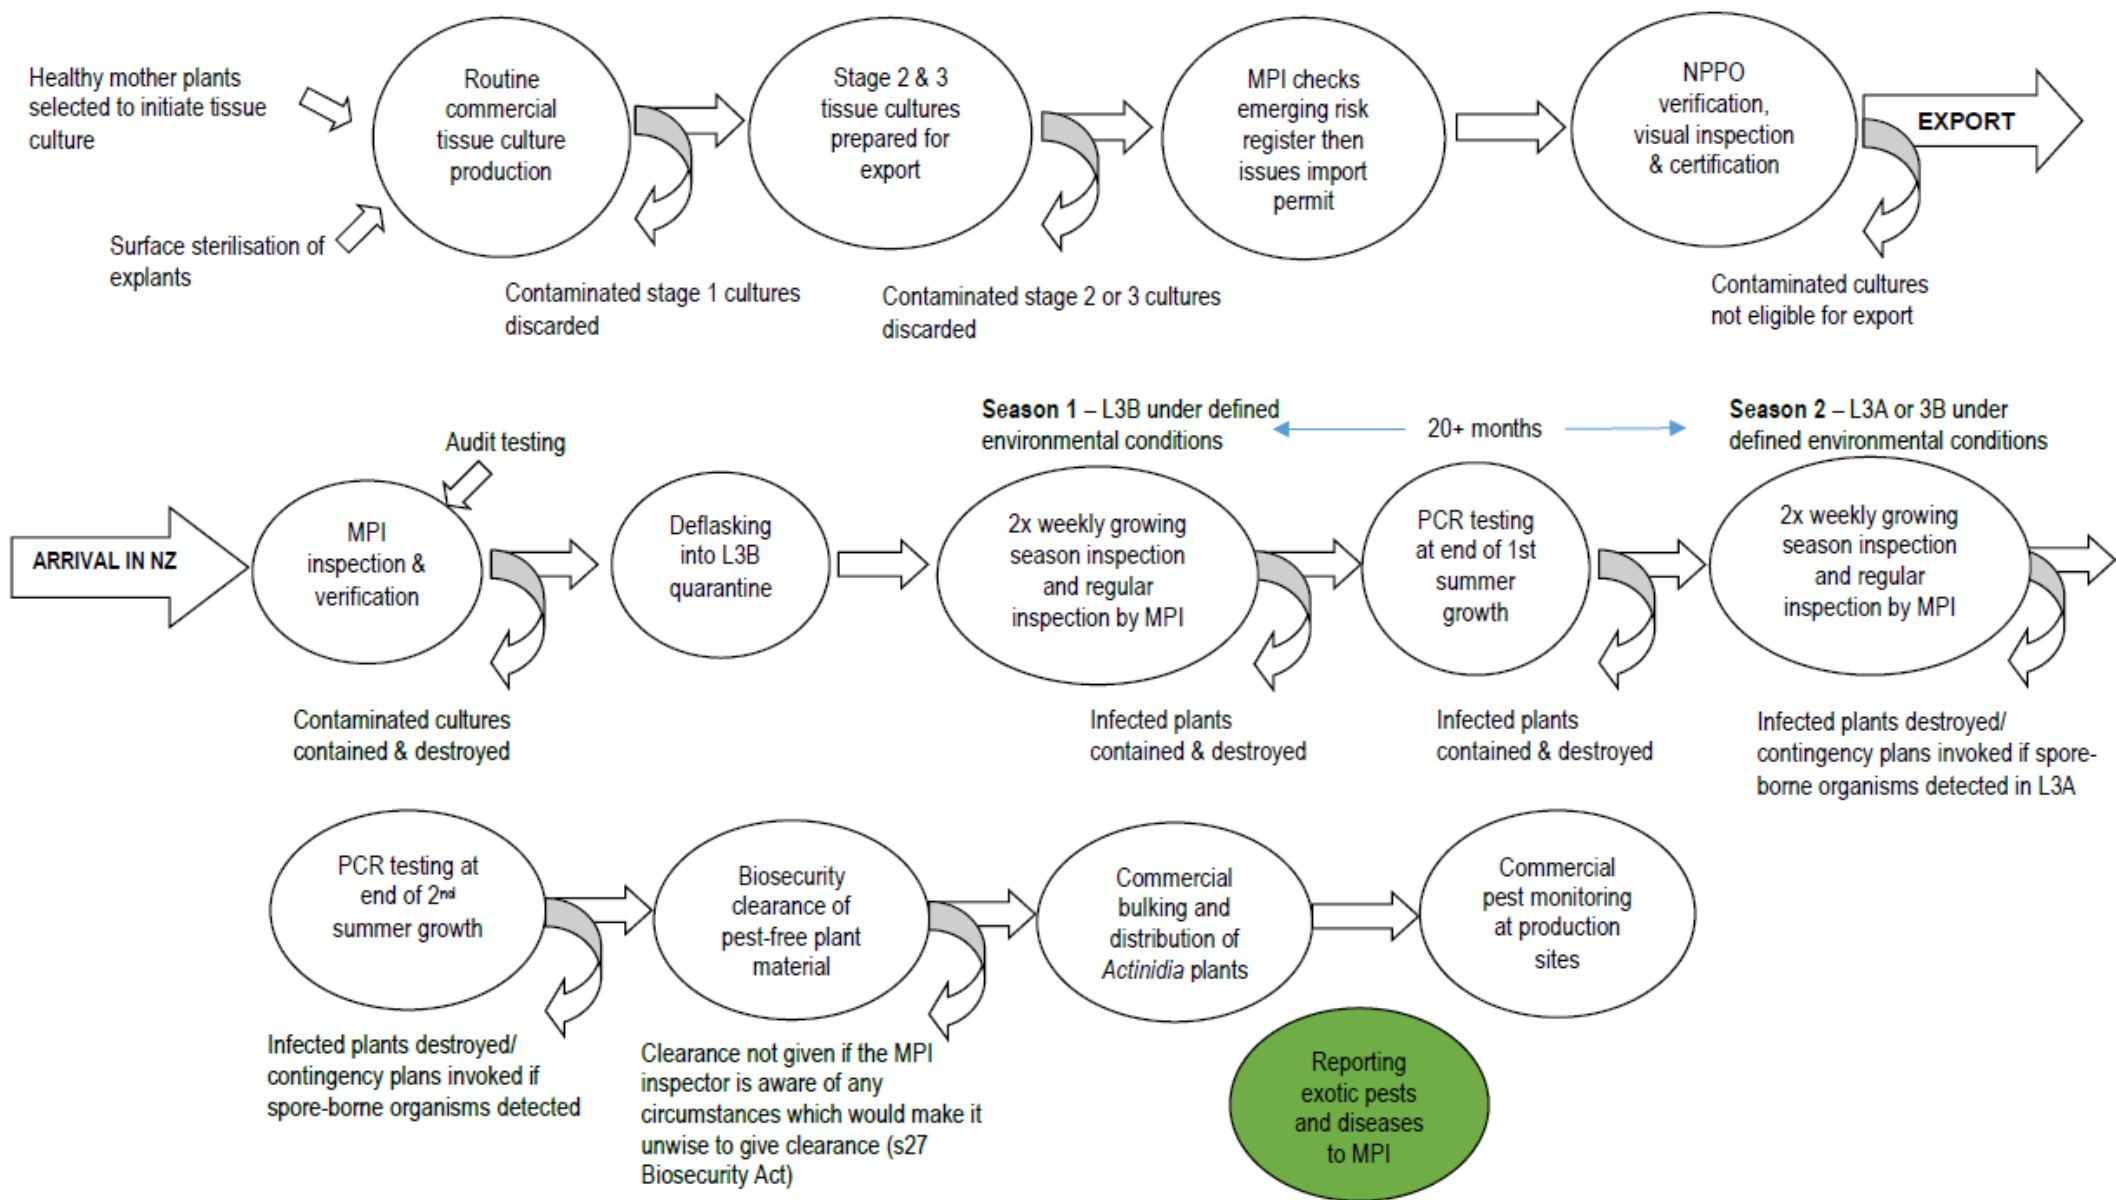 Healthy mother plants
selected to initiate tissue
culture
Surface sterilisation of
explants
Routine
commercial
tissue culture
production
Contaminated stage 1 cultures
discarded
Stage 2 & 3
tissue cultures
prepared for
export
Contaminated stage 2 or 3 cultures
discarded
MPI checks
emerging risk
register then
issues import
permit
NPPO
verification,
visual inspection
& certification
Contaminated cultures
not eligible for export
EXPORT
ARRIVAL IN NZ
Audit testing
MPI
inspection &
verification
Contaminated cultures
contained & destroyed
Deflasking
into L3B
quarantine
Season 1 – L3B under defined
environmental conditions
2x weekly growing
season inspection
and regular
inspection by MPI
Infected plants
contained & destroyed
20+ months
PCR testing
at end of 1st
summer
growth
Infected plants
contained & destroyed
Season 2 – L3A or 3B under
defined environmental conditions
2x weekly growing
season inspection
and regular
inspection by MPI
Infected plants destroyed/
contingency plans invoked if spore-
borne organisms detected in L3A
PCR testing at
end of 2nd
summer growth
Infected plants destroyed/
contingency plans invoked if
spore-borne organisms detected
Biosecurity
clearance of
pest-free plant
material
Clearance not given if the MPI
inspector is aware of any
circumstances which would make it
unwise to give clearance (s27
Biosecurity Act)
Commercial
bulking and
distribution of
Actinidia plants
Commercial
pest monitoring
at production
sites
Reporting
exotic pests
and diseases
to MPI